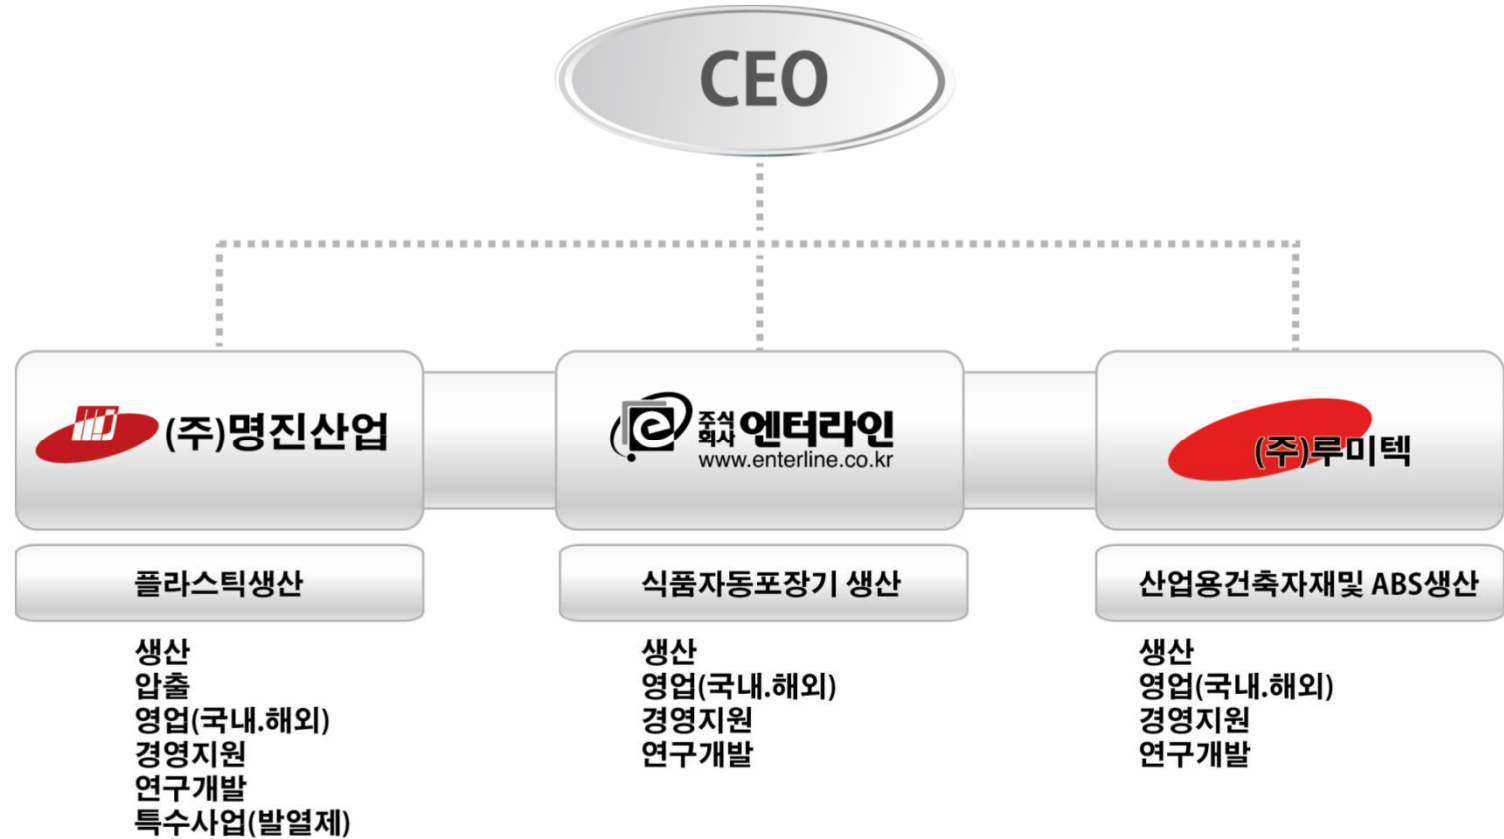 CEO
(주)명진산업
플라스틱생산
생산
압출
영업(국내.해외)
경영지원
연구개발
특수사업(발열제)
주식
회사 엔터라인
www.enterline.co.kr
식품자동포장기 생산
생산
영업(국내.해외)
경영지원
연구개발
(주)루미텍
산업용건축자재및 ABS생산
생산
영업(국내.해외)
경영지원
연구개발